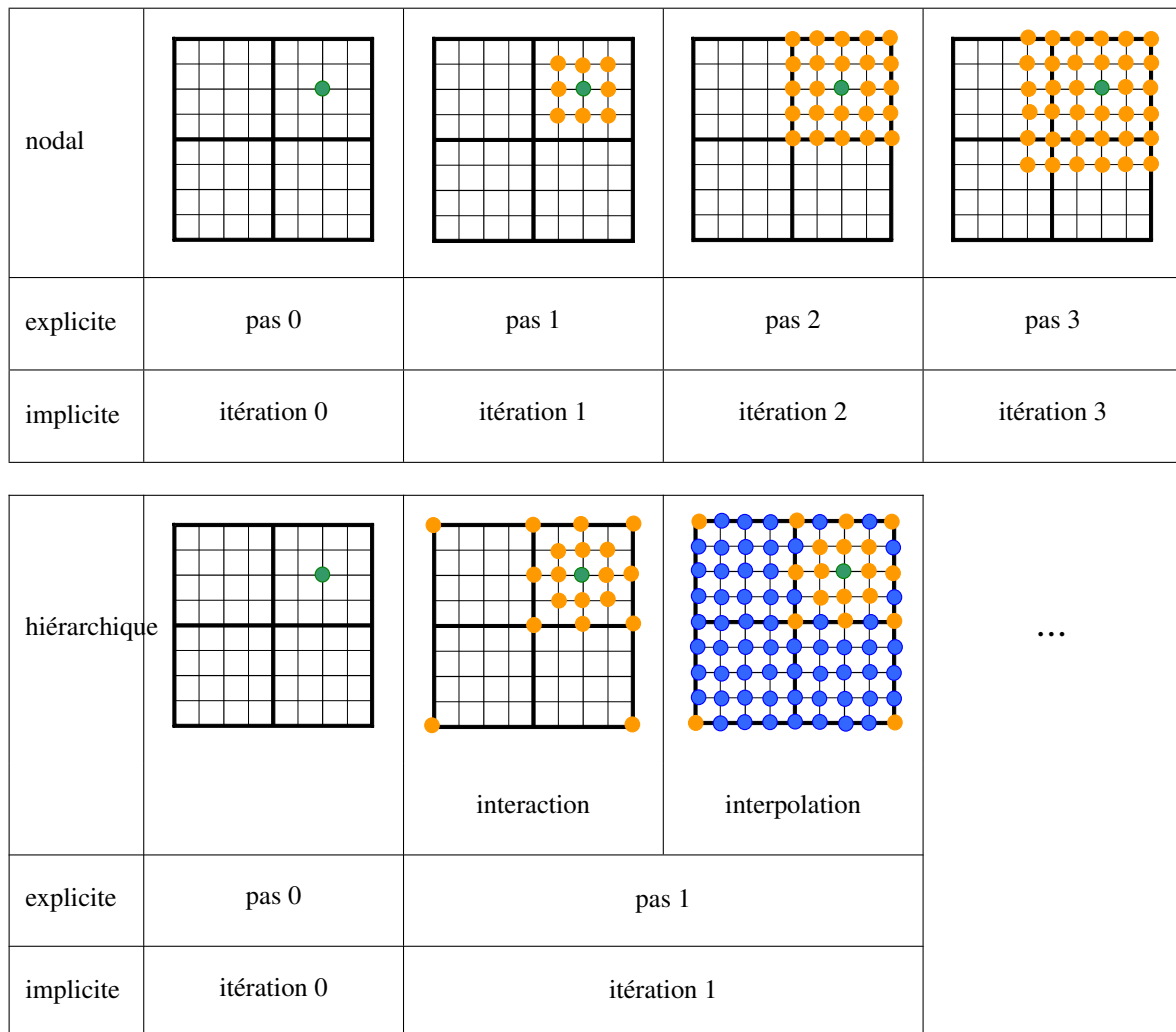 nodal
explicite pas 0 pas 1 pas 2 pas 3
implicite itération 0 itération 1 itération 2 itération 3
hiérarchique ...
interaction interpolation
explicite pas 0 pas 1
implicite itération 0 itération 1